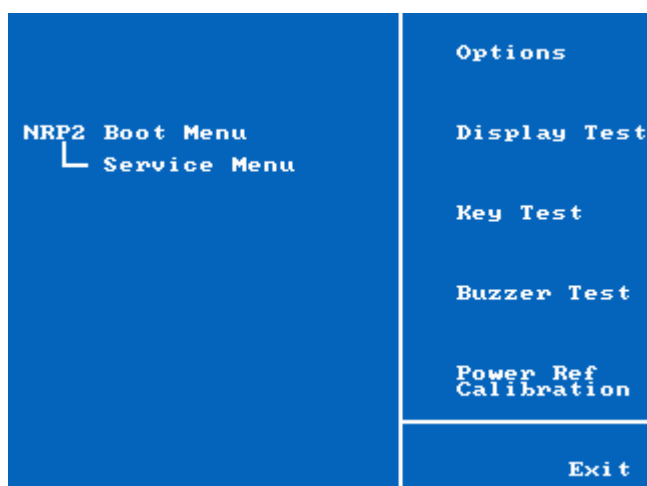 NRP2 Boot Menu
Service Menu
Options
Display Test
Key Test
Buzzer Test
Power Ref
Calibration
Exit